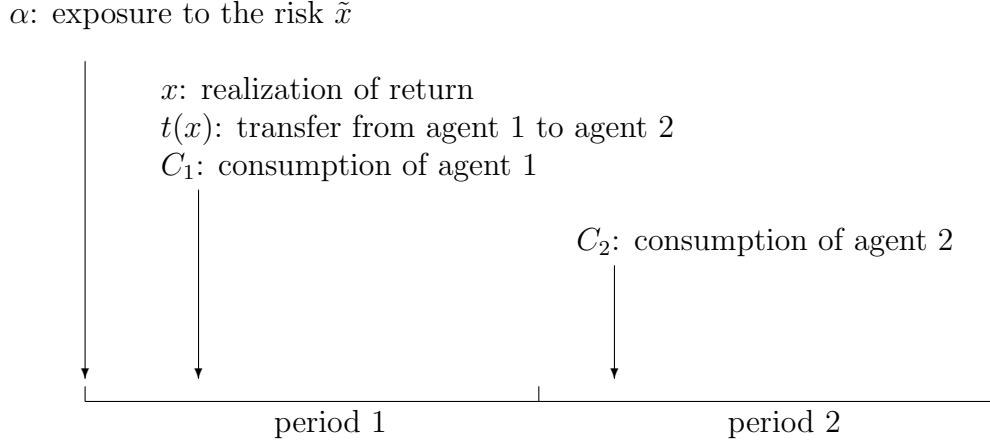 α: exposure to the risk x̃
x: realization of return
t(x): transfer from agent 1 to agent 2
C₁: consumption of agent 1
C₂: consumption of agent 2
period 1
period 2